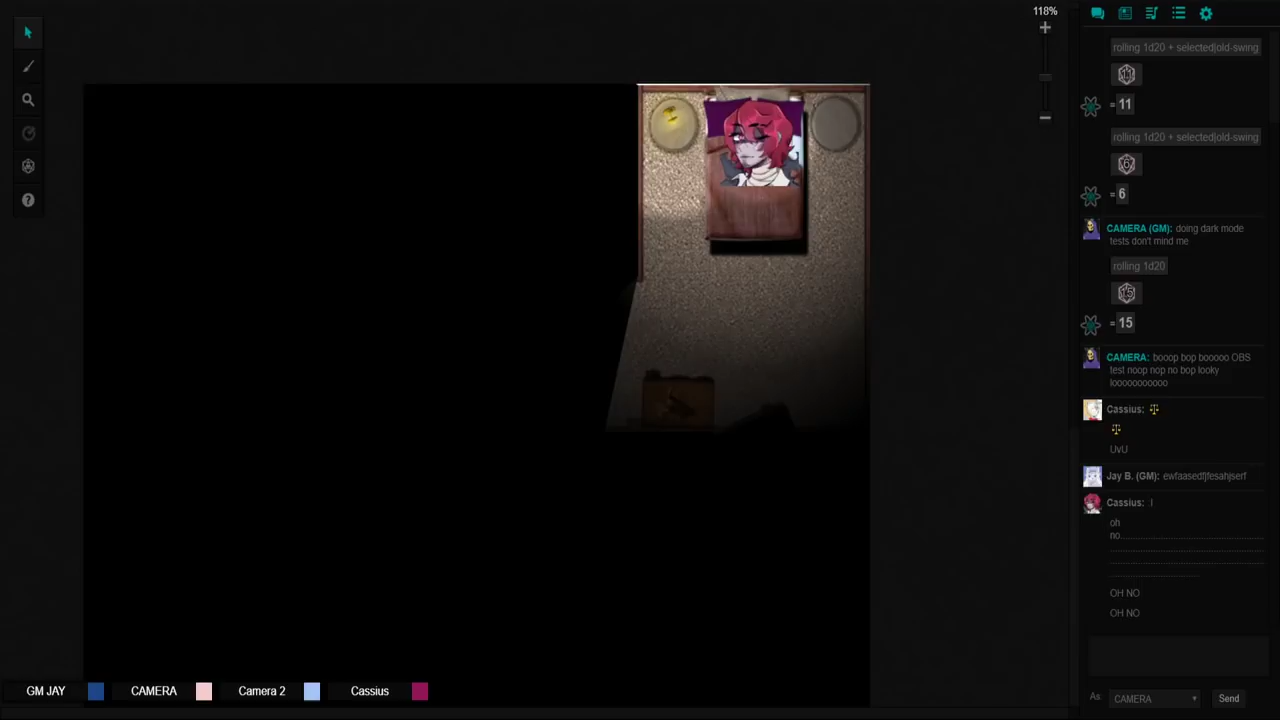 118%
rolling 1d20 + selected|old-swing
11
= 11
rolling 1d20 + selected|old-swing
6
= 6
CAMERA (GM): doing dark mode
tests don't mind me
rolling 1d20
15
= 15
CAMERA: booop bop booooo OBS
test noop nop no bop looky
looooooooooo
Cassius:
UvU
Jay B. (GM): ewfaasedfjfesahjserf
Cassius: I
oh
no
OH NO
OH NO
As CAMERA Send
GM JAY CAMERA Camera 2 Cassius